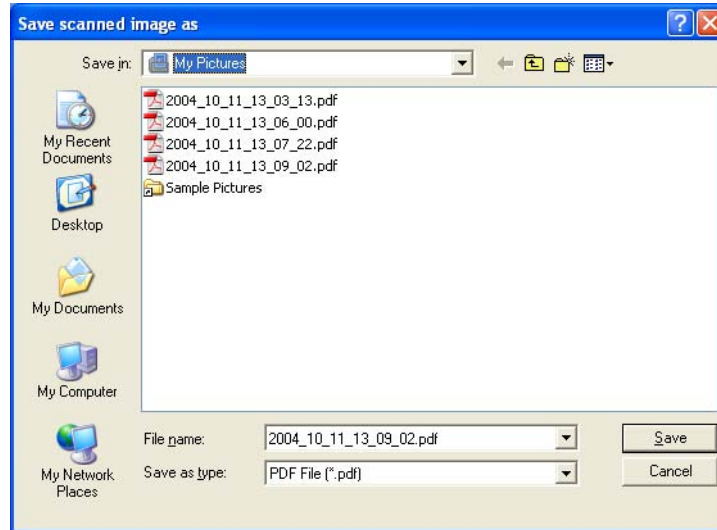 Save scanned image as
Save in:
My Pictures
2004_10_11_13_03_13.pdf
2004_10_11_13_06_00.pdf
2004_10_11_13_07_22.pdf
2004_10_11_13_09_02.pdf
Sample Pictures
My Recent
Documents
Desktop
My Documents
My Computer
My Network
Places
File name:
2004_10_11_13_09_02.pdf
Save
Save as type:
PDF File (*.pdf)
Cancel